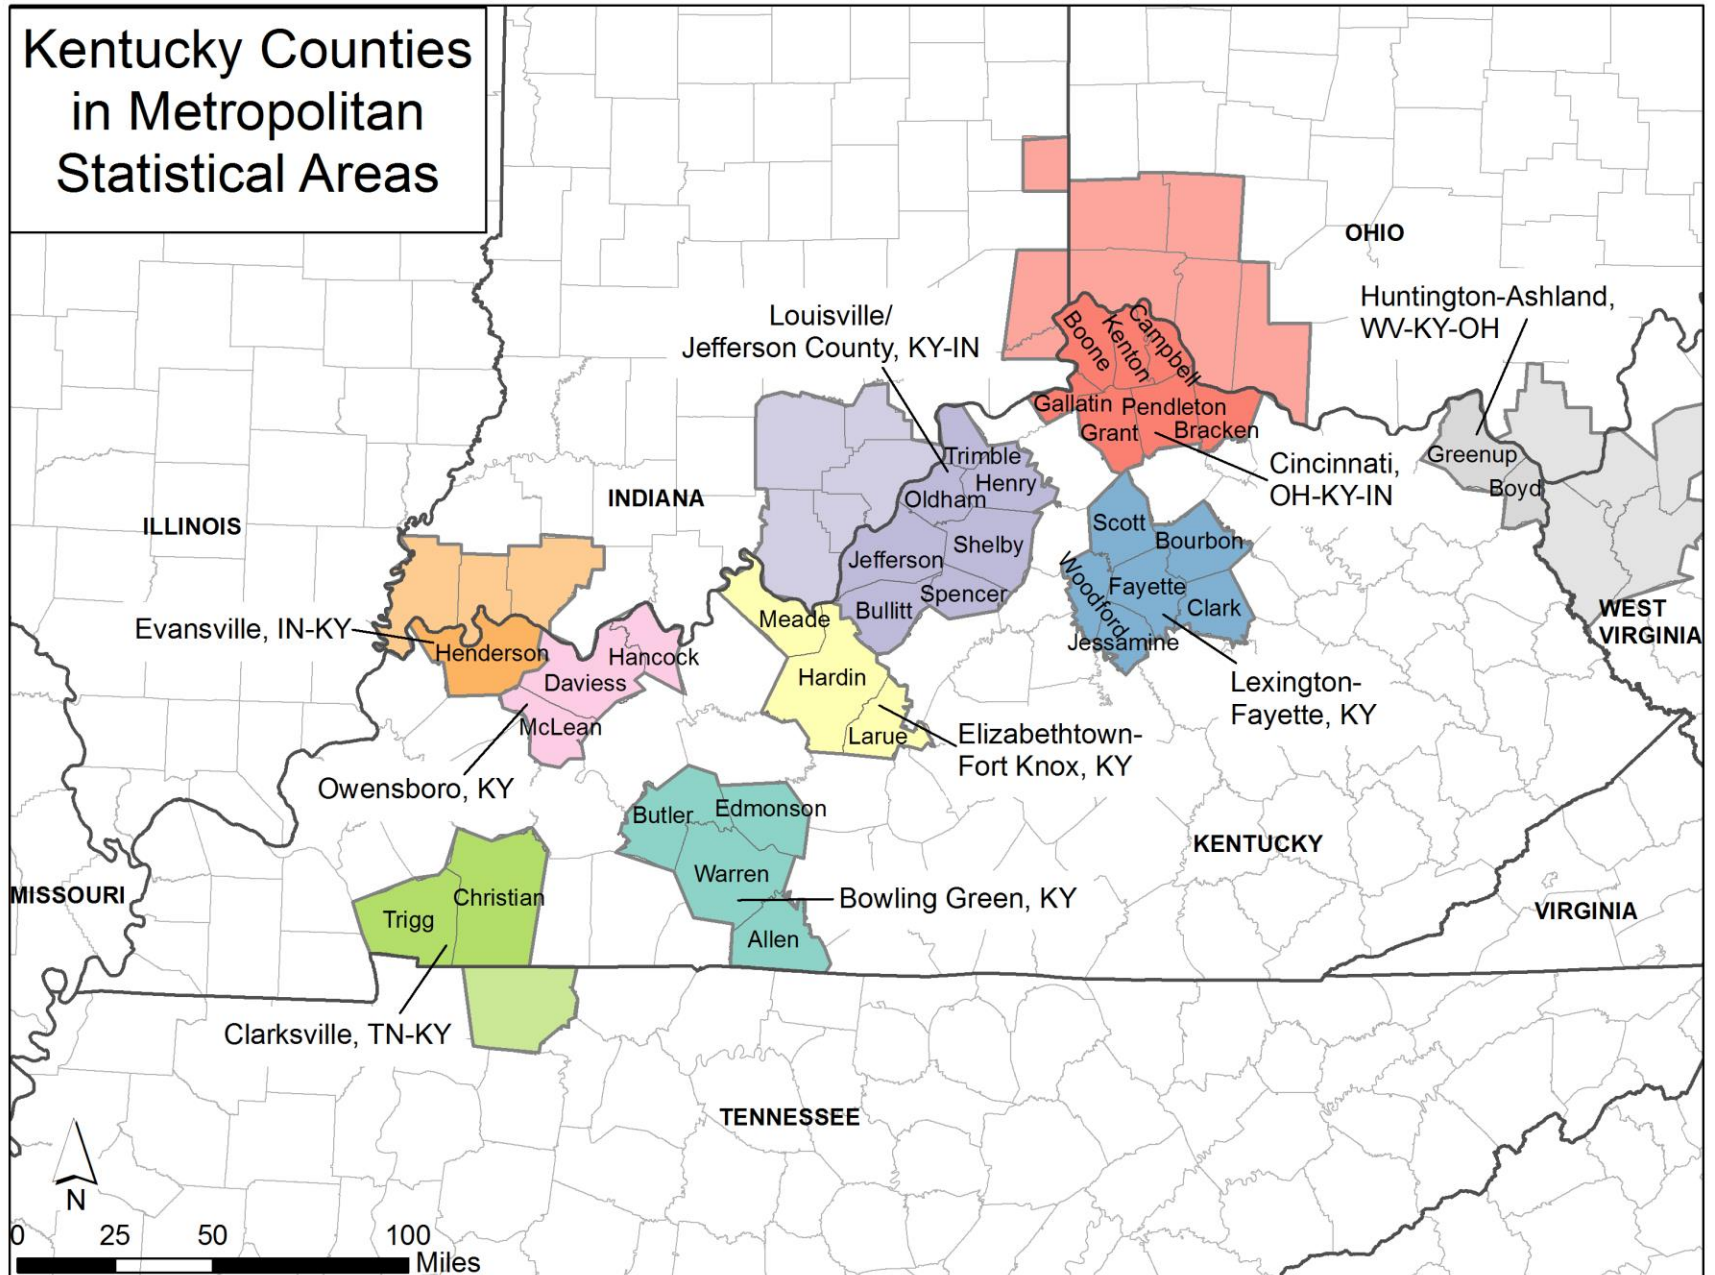 Kentucky Counties
in Metropolitan
Statistical Areas
OHIO
Huntington-Ashland,
WV-KY-OH
Louisville/
Jefferson County, KY-IN
Boone
Kenton
Campbell
Gallatin
Pendleton
Grant
Bracken
Cincinnati,
OH-KY-IN
Greenup
Boyd
Trimble
Henry
Oldham
INDIANA
ILLINOIS
Scott
Bourbon
Jefferson
Shelby
Woodford
Fayette
Clark
Spencer
Bullitt
Jessamine
WEST
VIRGINIA
Meade
Evansville, IN-KY
Henderson
Hancock
Daviess
Hardin
McLean
Larue
Lexington-
Fayette, KY
Elizabethtown-
Fort Knox, KY
Owensboro, KY
Butler
Edmonson
KENTUCKY
Warren
MISSOURI
Christian
Trigg
Bowling Green, KY
VIRGINIA
Allen
Clarksville, TN-KY
TENNESSEE
N
0 25 50 100
Miles